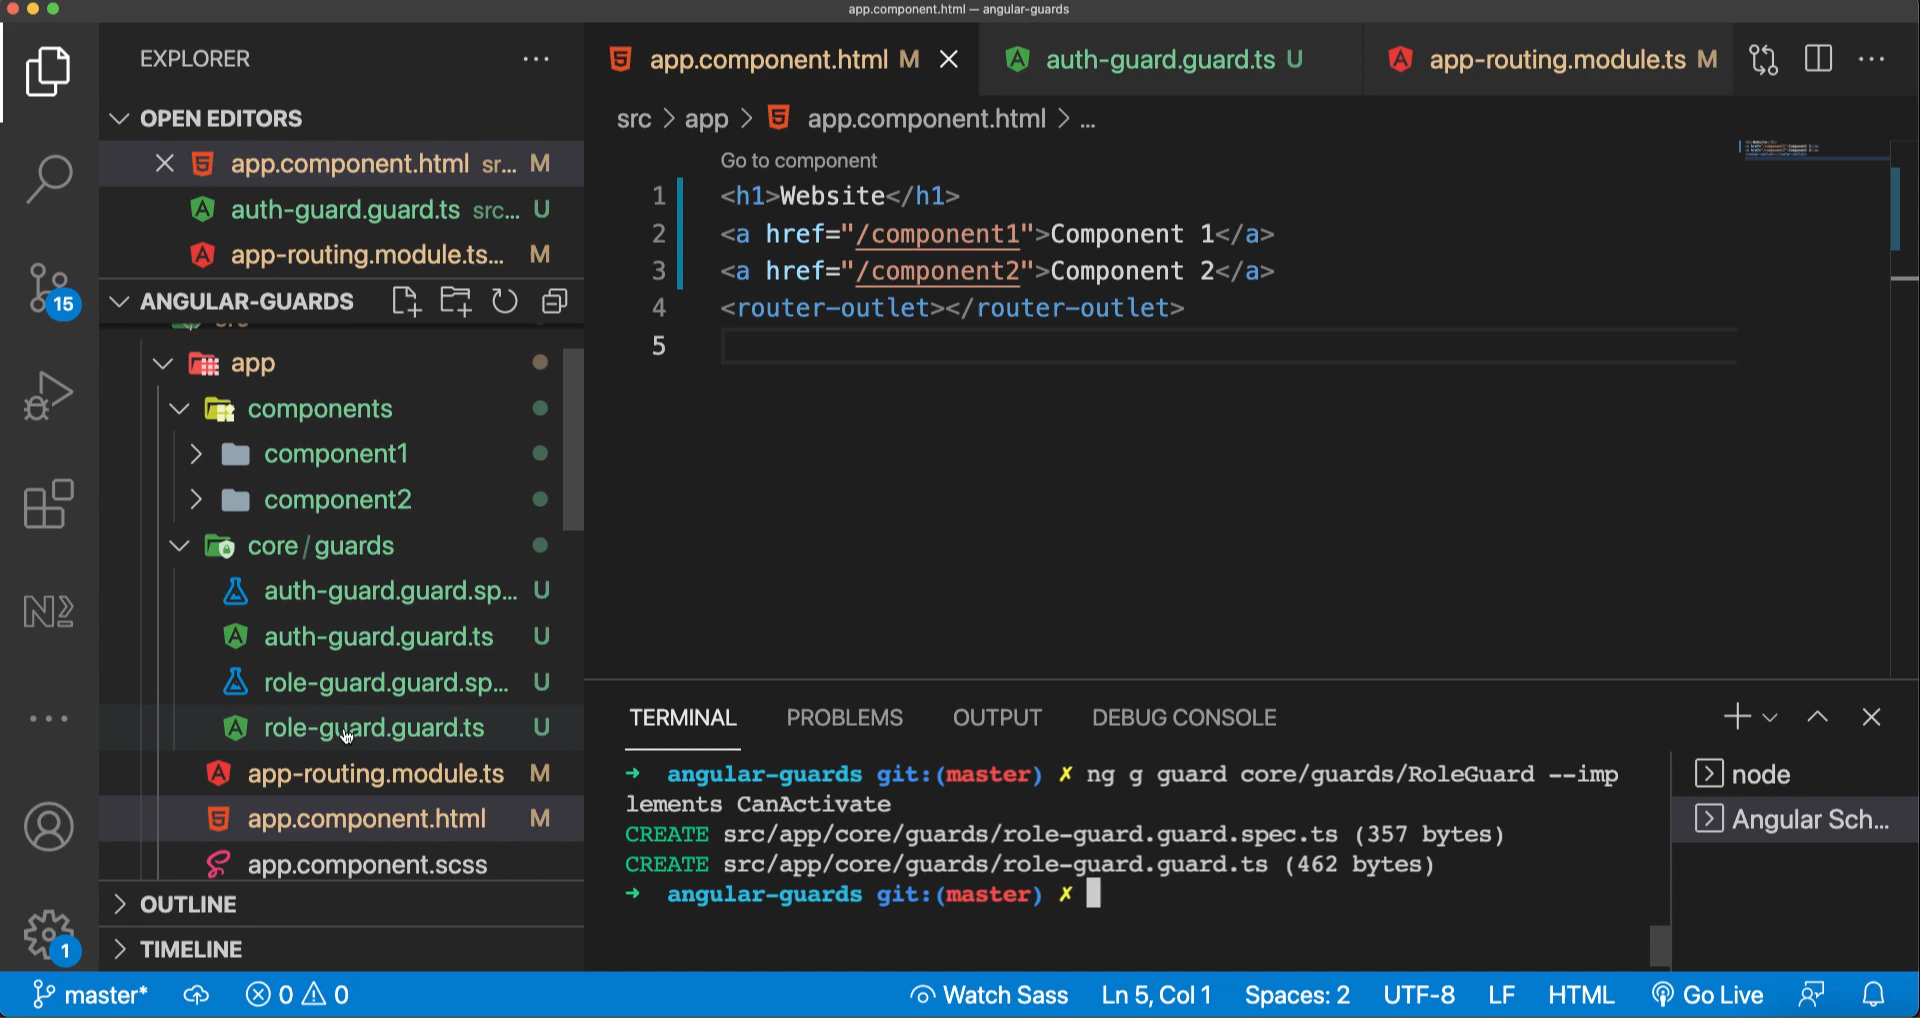 app.component.html — angular-guards
EXPLORER
OPEN EDITORS
app.component.html sr... M
auth-guard.guard.ts src... U
app-routing.module.ts... M
ANGULAR-GUARDS
app
components
component1
component2
core / guards
auth-guard.guard.sp... U
auth-guard.guard.ts U
role-guard.guard.sp... U
role-guard.guard.ts U
app-routing.module.ts M
app.component.html M
app.component.scss
OUTLINE
TIMELINE
15
1
app.component.html M
auth-guard.guard.ts U
app-routing.module.ts M
src > app > app.component.html > ...
Go to component
1 <h1>Website</h1>
2 <a href="/component1">Component 1</a>
3 <a href="/component2">Component 2</a>
4 <router-outlet></router-outlet>
5
TERMINAL PROBLEMS OUTPUT DEBUG CONSOLE
➜ angular-guards git:(master) ✗ ng g guard core/guards/RoleGuard --imp
lements CanActivate
CREATE src/app/core/guards/role-guard.guard.spec.ts (357 bytes)
CREATE src/app/core/guards/role-guard.guard.ts (462 bytes)
➜ angular-guards git:(master) ✗
node
Angular Sch...
master* 0 0 Watch Sass Ln 5, Col 1 Spaces: 2 UTF-8 LF HTML Go Live